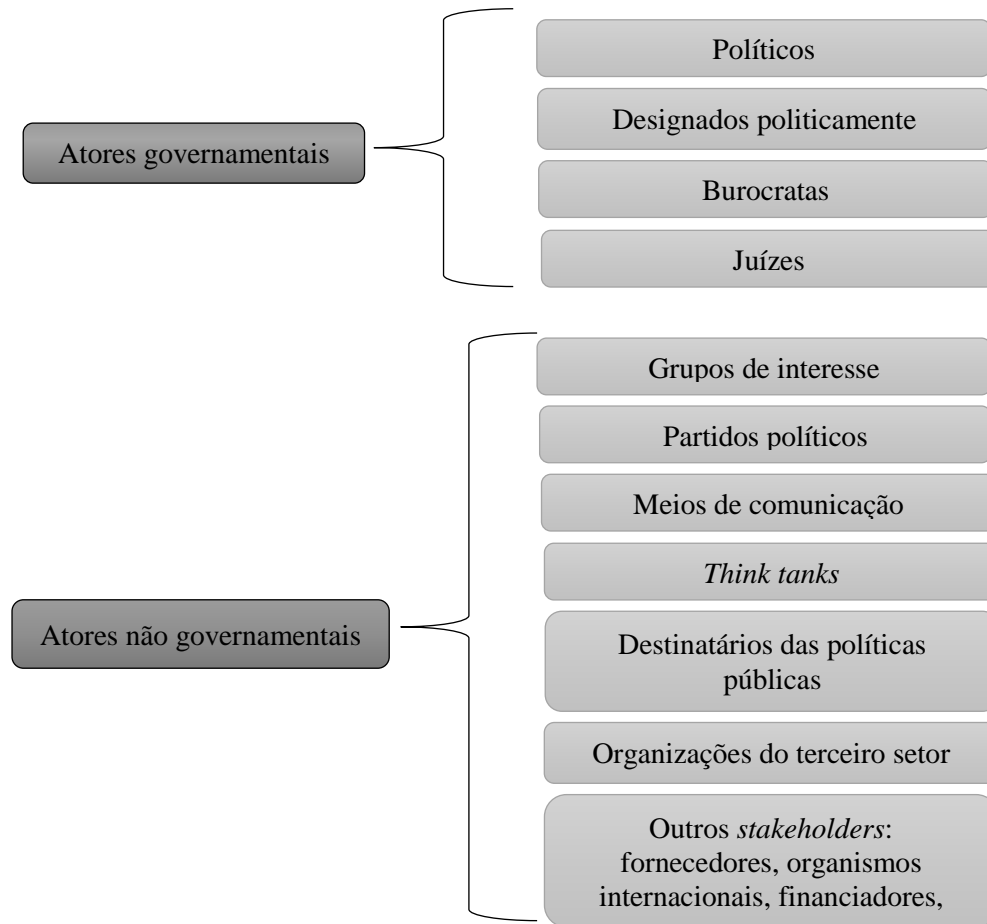 Políticos
Designados politicamente
Atores governamentais
Burocratas
Juízes
Grupos de interesse
Partidos políticos
Meios de comunicação
Think tanks
Atores não governamentais
Destinatários das políticas
públicas
Organizações do terceiro setor
Outros stakeholders:
fornecedores, organismos
internacionais, financiadores,